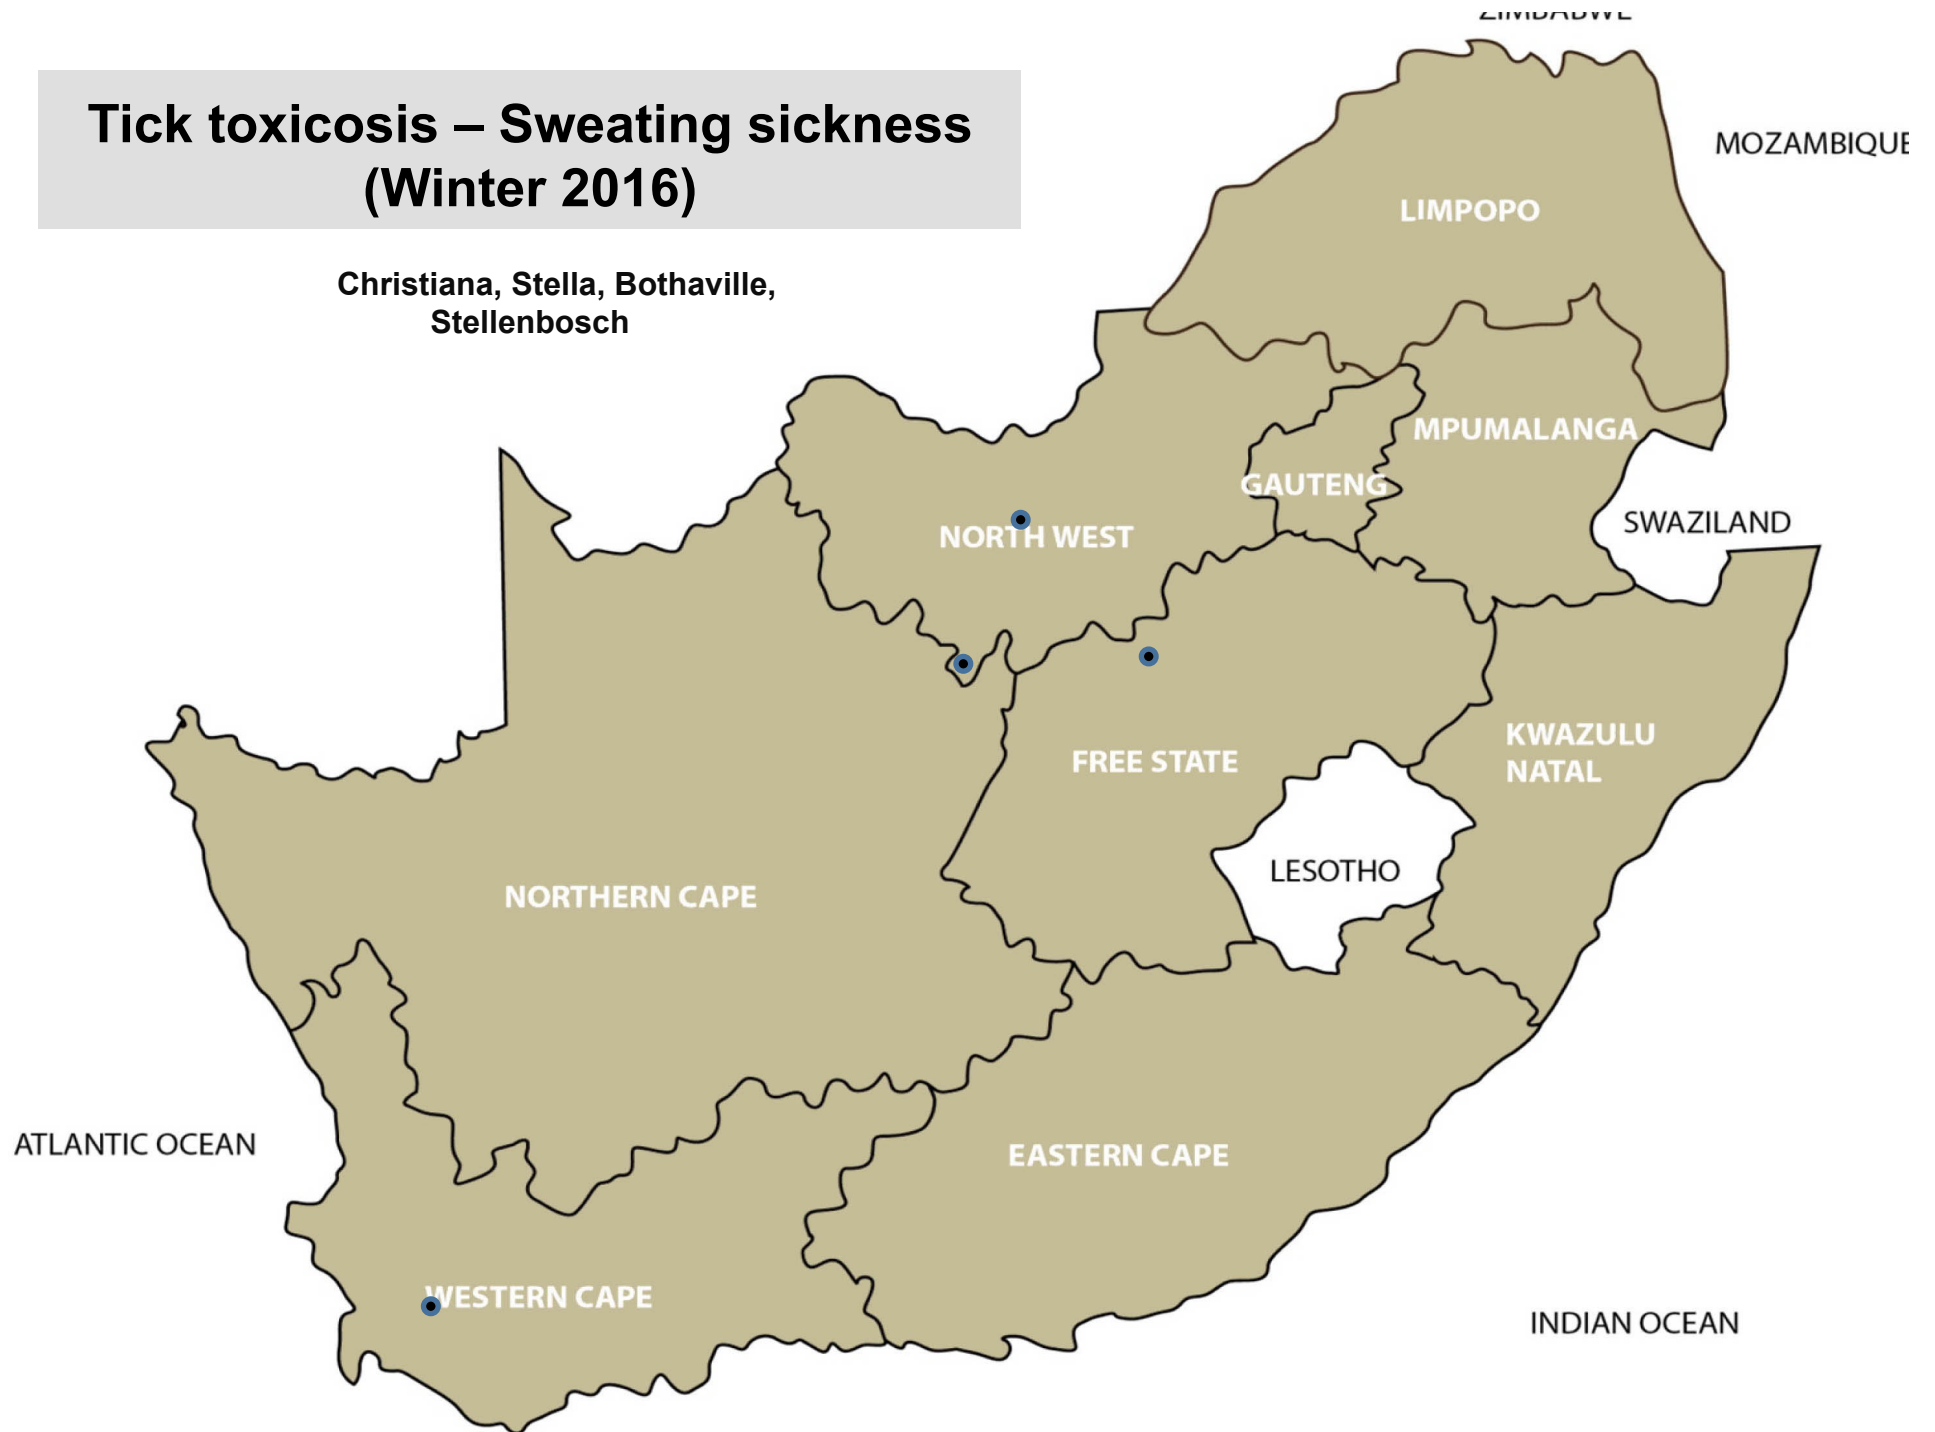 ZIMBABWE
Tick toxicosis – Sweating sickness
(Winter 2016)
MOZAMBIQUE
LIMPOPO
Christiana, Stella, Bothaville,
Stellenbosch
MPUMALANGA
GAUTENG
SWAZILAND
NORTH WEST
KWAZULU
NATAL
FREE STATE
LESOTHO
NORTHERN CAPE
ATLANTIC OCEAN
EASTERN CAPE
WESTERN CAPE
INDIAN OCEAN